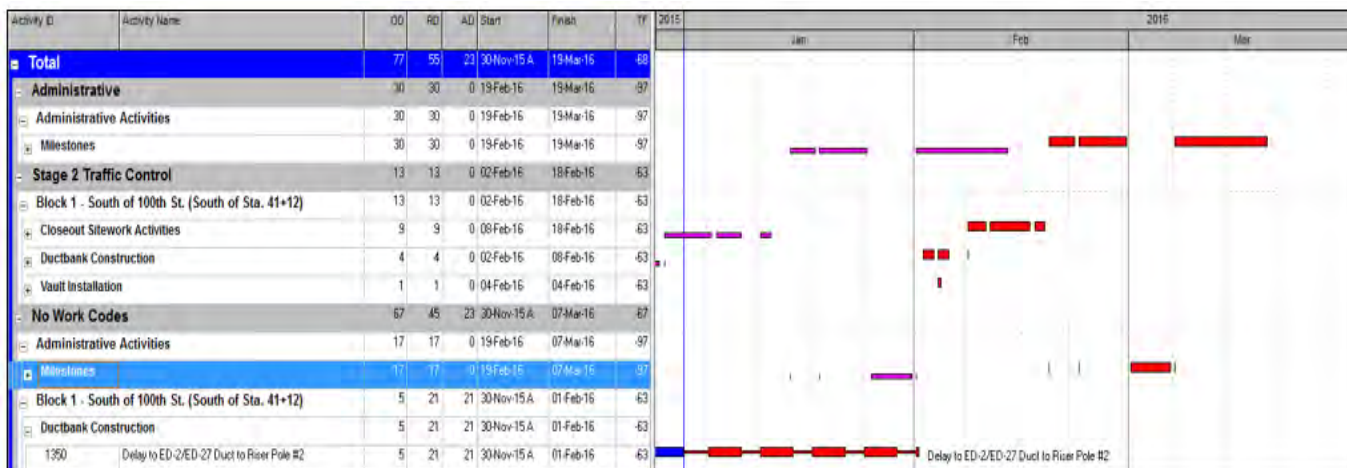 Activity ID Activity Name OD RD AD Start Finish TF 2015 2016
Jan Feb Mar
Total 77 55 23 30-Nov-15 A 19-Mar-16 -68
Administrative 30 30 0 19-Feb-16 19-Mar-16 -97
Administrative Activities 30 30 0 19-Feb-16 19-Mar-16 -97
Milestones 30 30 0 19-Feb-16 19-Mar-16 -97
Stage 2 Traffic Control 13 13 0 02-Feb-16 18-Feb-16 -63
Block 1 - South of 100th St. (South of Sta. 41+12) 13 13 0 02-Feb-16 18-Feb-16 -63
Closeout Sitework Activities 9 9 0 08-Feb-16 18-Feb-16 -63
Ductbank Construction 4 4 0 02-Feb-16 08-Feb-16 -63
Vault Installation 1 1 0 04-Feb-16 04-Feb-16 -63
No Work Codes 67 45 23 30-Nov-15 A 07-Mar-16 -67
Administrative Activities 17 17 0 19-Feb-16 07-Mar-16 -97
Milestones 17 17 0 19-Feb-16 07-Mar-16 -97
Block 1 - South of 100th St. (South of Sta. 41+12) 5 21 21 30-Nov-15 A 01-Feb-16 -63
Ductbank Construction 5 21 21 30-Nov-15 A 01-Feb-16 -63
1350 Delay to ED-2/ED-27 Duct to Riser Pole #2 5 21 21 30-Nov-15 A 01-Feb-16 -63 Delay to ED-2/ED-27 Duct to Riser Pole #2